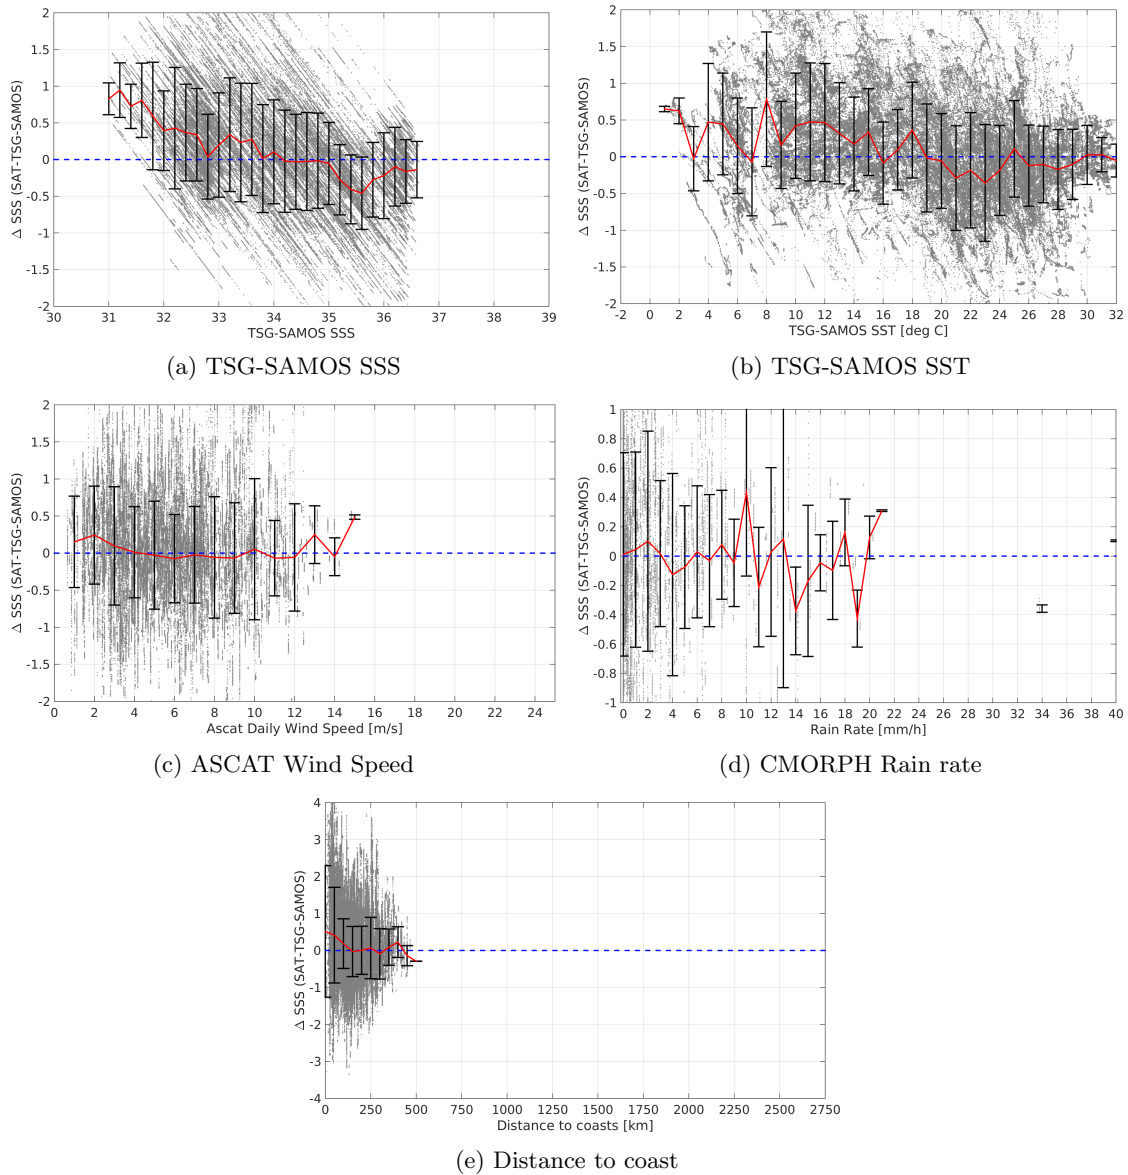 2
1.5
1
0.5
0
-0.5
-1
-1.5
-2
Δ SSS (SAT-TSG-SAMOS)
30 31 32 33 34 35 36 37 38 39
TSG-SAMOS SSS
(a) TSG-SAMOS SSS
2
1.5
1
0.5
0
-0.5
-1
-1.5
-2
Δ SSS (SAT-TSG-SAMOS)
-2 0 2 4 6 8 10 12 14 16 18 20 22 24 26 28 30 32
TSG-SAMOS SST [deg C]
(b) TSG-SAMOS SST
2
1.5
1
0.5
0
-0.5
-1
-1.5
-2
Δ SSS (SAT-TSG-SAMOS)
0 2 4 6 8 10 12 14 16 18 20 22 24
Ascat Daily Wind Speed [m/s]
(c) ASCAT Wind Speed
1
0.8
0.6
0.4
0.2
0
-0.2
-0.4
-0.6
-0.8
-1
Δ SSS (SAT-TSG-SAMOS)
0 2 4 6 8 10 12 14 16 18 20 22 24 26 28 30 32 34 36 38 40
Rain Rate [mm/h]
(d) CMORPH Rain rate
4
3
2
1
0
-1
-2
-3
-4
Δ SSS (SAT-TSG-SAMOS)
0 250 500 750 1000 1250 1500 1750 2000 2250 2500 2750
Distance to coasts [km]
(e) Distance to coast